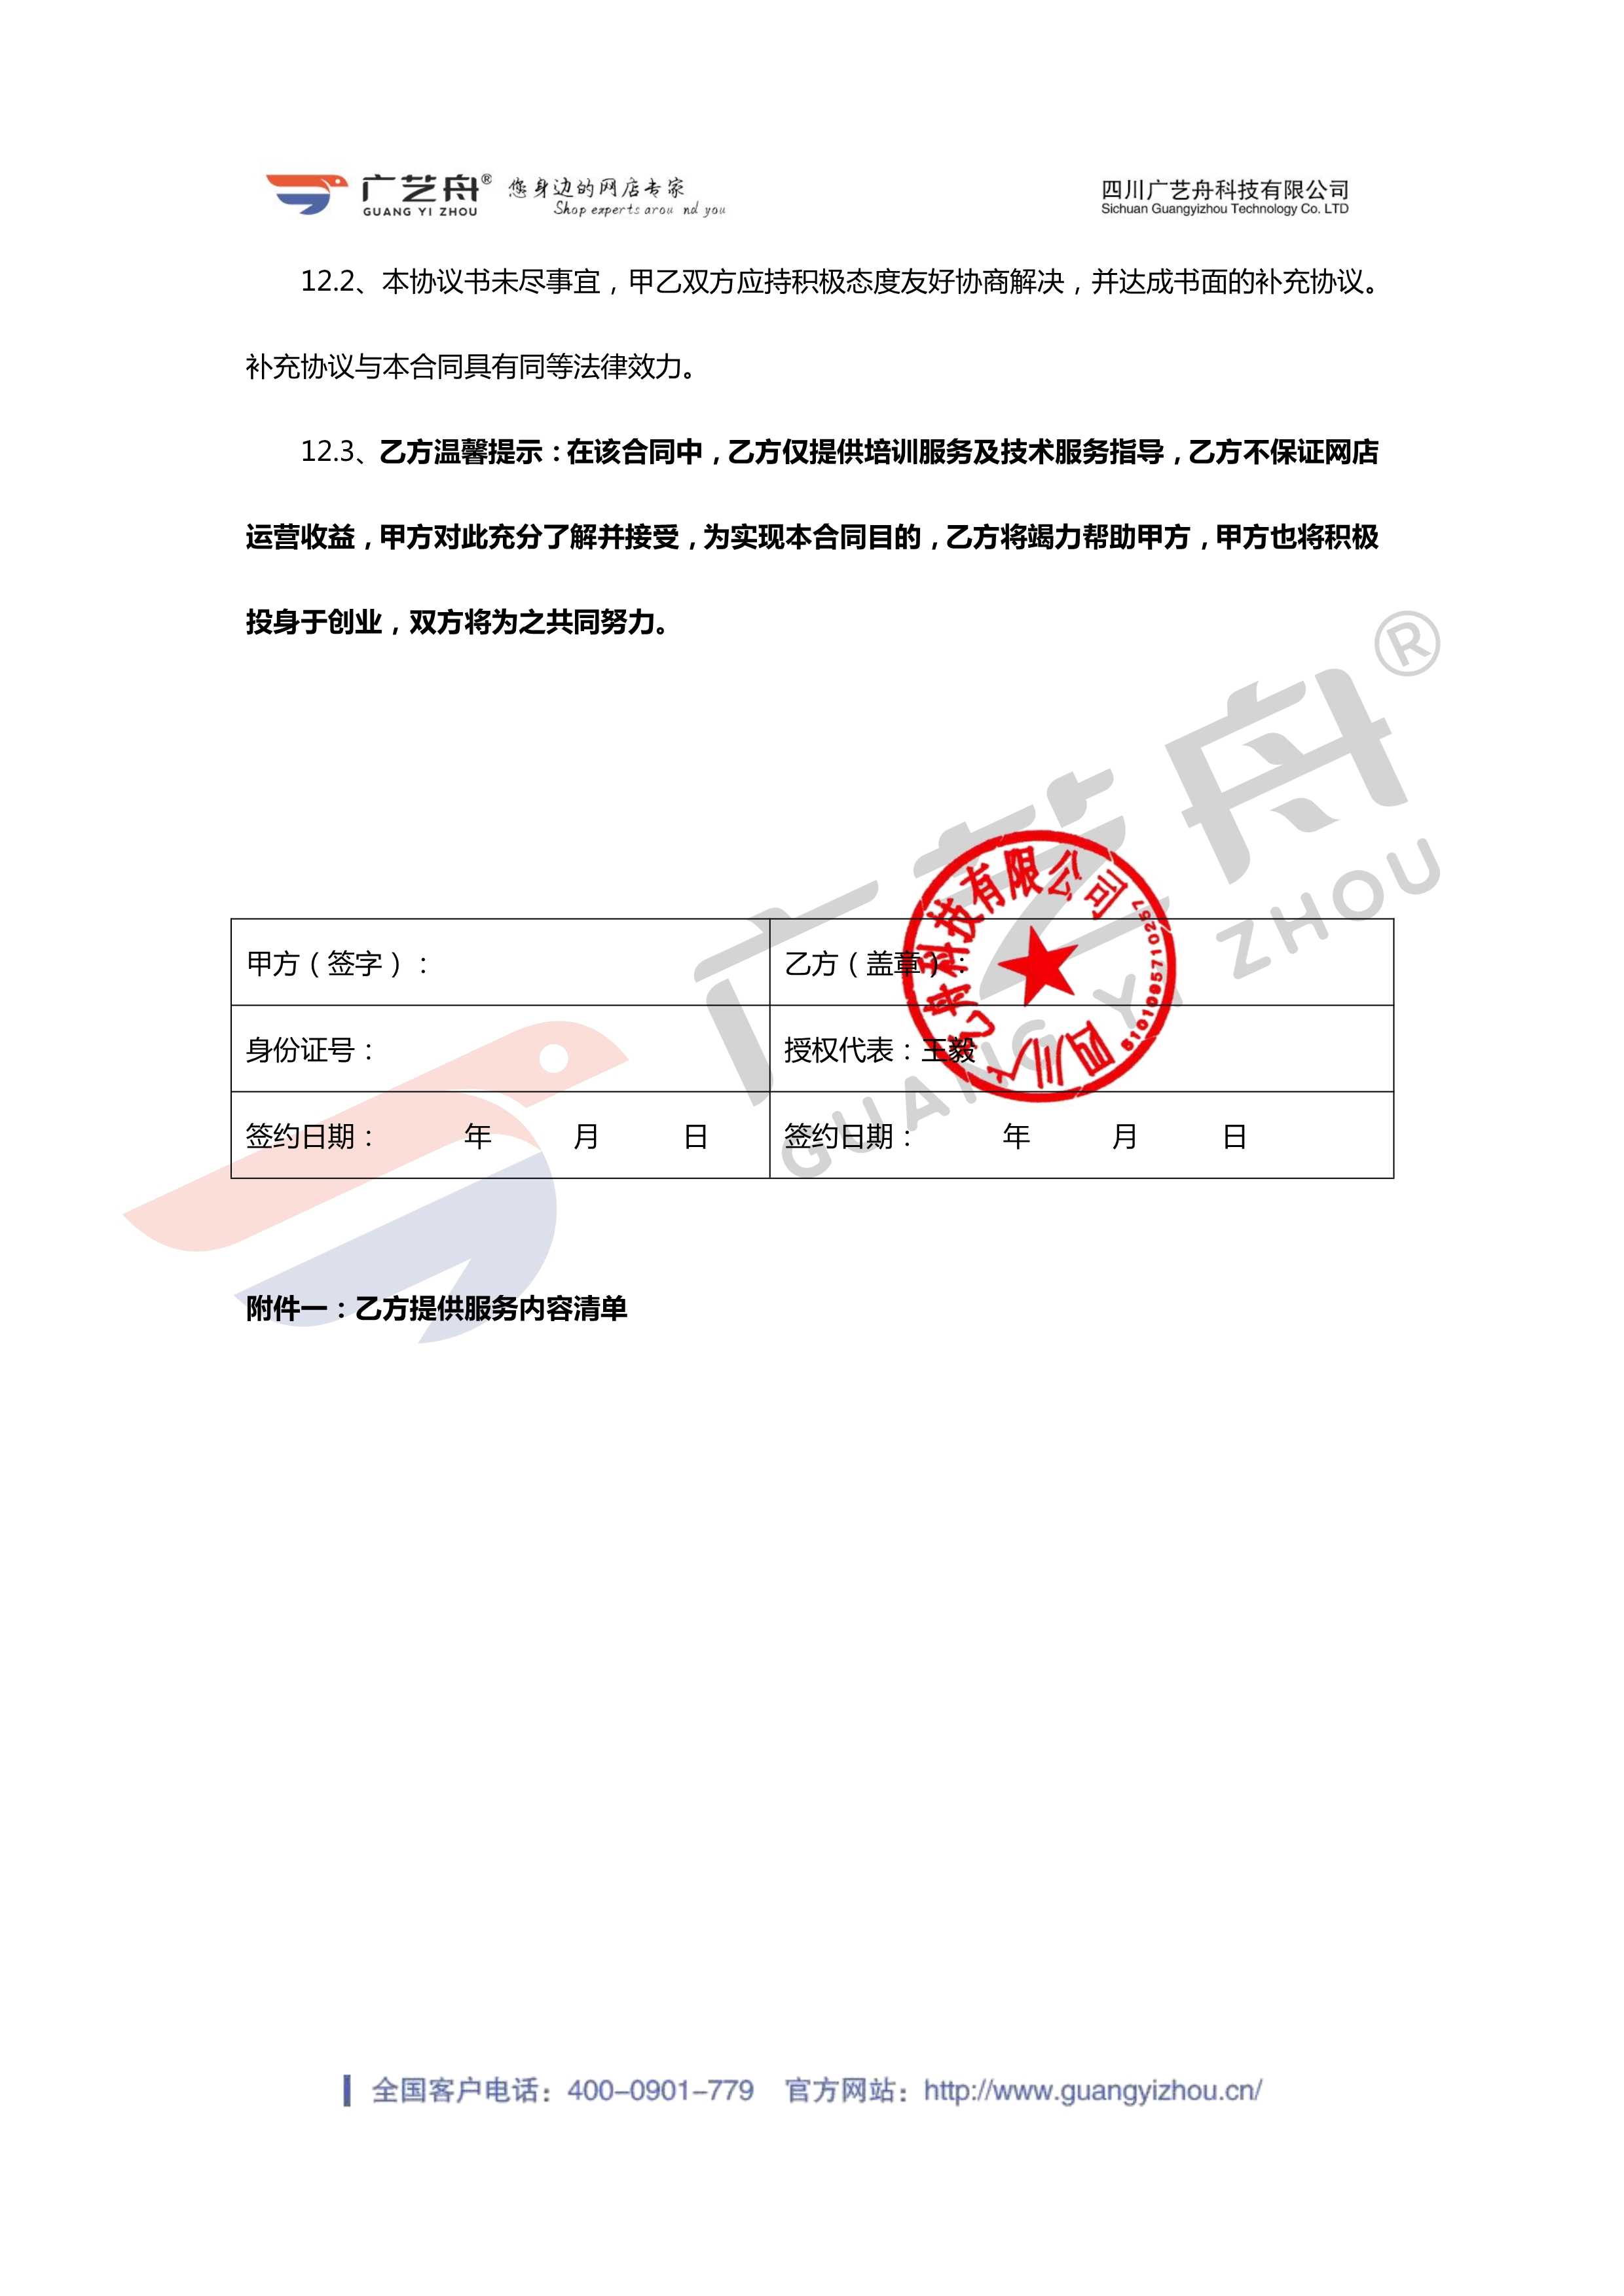 广艺舟® 您身边的网店专家 四川广艺舟科技有限公司
GUANG YI ZHOU Shop experts arou nd you Sichuan Guangyizhou Technology Co. LTD
12.2、本协议书未尽事宜，甲乙双方应持积极态度友好协商解决，并达成书面的补充协议。
补充协议与本合同具有同等法律效力。
12.3、乙方温馨提示：在该合同中，乙方仅提供培训服务及技术服务指导，乙方不保证网店
运营收益，甲方对此充分了解并接受，为实现本合同目的，乙方将竭力帮助甲方，甲方也将积极
投身于创业，双方将为之共同努力。
广艺舟®
GUANG YI ZHOU
四川广艺舟科技有限公司
5101095710257
甲方（签字）： 乙方（盖章）：
身份证号： 授权代表：王毅
签约日期： 年 月 日 签约日期： 年 月 日
附件一：乙方提供服务内容清单
全国客户电话：400-0901-779 官方网站：http://www.guangyizhou.cn/